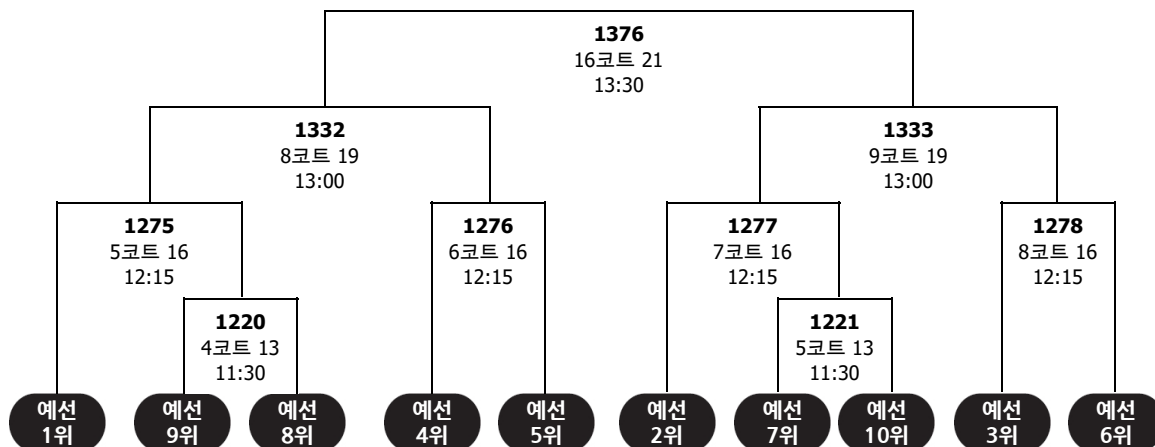 1376
16코트 21
13:30
1332
8코트 19
13:00
1333
9코트 19
13:00
1275
5코트 16
12:15
1276
6코트 16
12:15
1277
7코트 16
12:15
1278
8코트 16
12:15
1220
4코트 13
11:30
1221
5코트 13
11:30
예선
1위
예선
9위
예선
8위
예선
4위
예선
5위
예선
2위
예선
7위
예선
10위
예선
3위
예선
6위